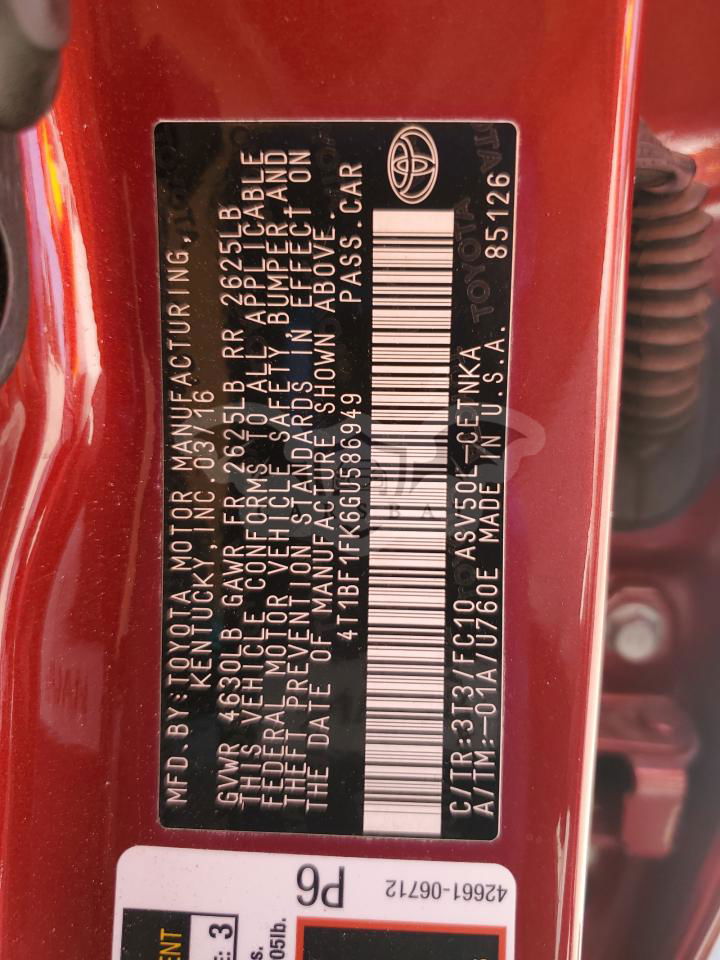 MFD. BY: TOYOTA MOTOR MANUFACTURING,
KENTUCKY, INC 03/16
GVWR 4630LB GAWR FR 2625LB RR 2625LB
THIS VEHICLE CONFORMS TO ALL APPLICABLE
FEDERAL MOTOR VEHICLE SAFETY, BUMPER AND
THEFT PREVENTION STANDARDS IN EFFECT ON
THE DATE OF MANUFACTURE SHOWN ABOVE.
4T1BF1FK6GU586949 PASS. CAR
C/TR: 3T3/FC10 ASV50L-CETNKA
A/TM: -01A/U760E MADE IN U.S.A. 85126
TOYOTA
P6
42661-06712
E: 3
05lb.